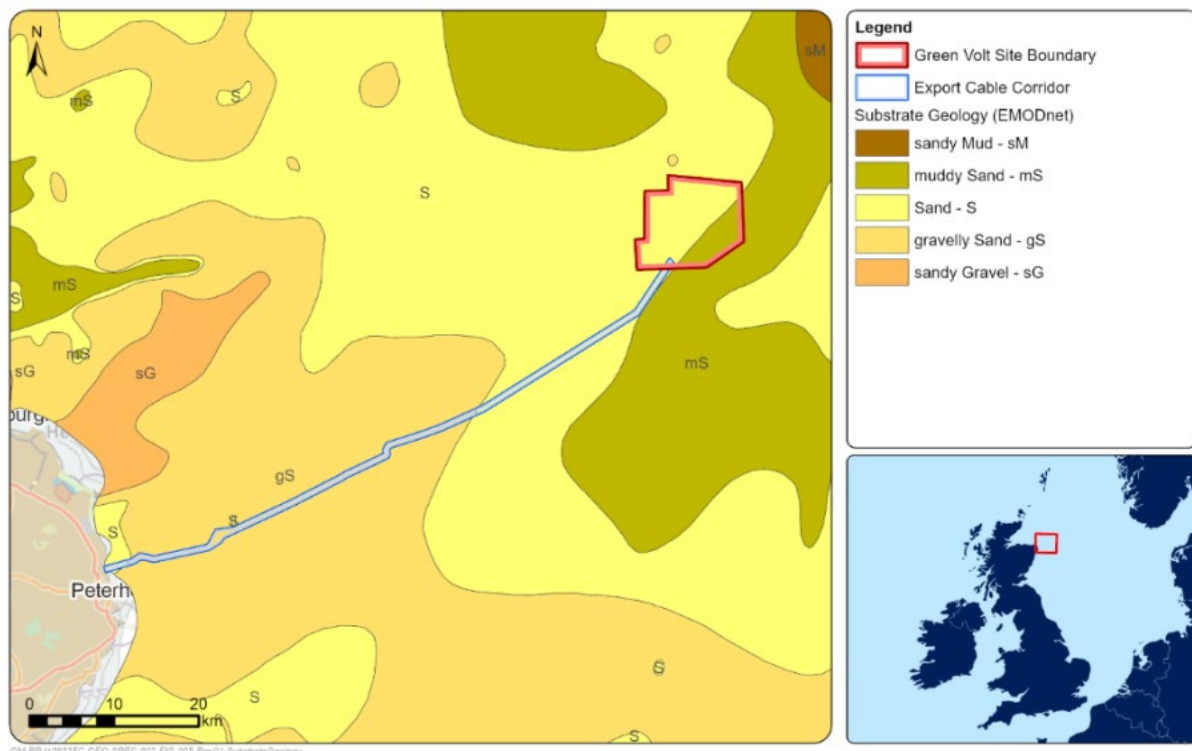 N
sM
S
mS
S
mS
S
mS
sG
sG
mS
gS
S
S
Peterh
S
S
S
0 10 20
km
Legend
Green Volt Site Boundary
Export Cable Corridor
Substrate Geology (EMODnet)
sandy Mud - sM
muddy Sand - mS
Sand - S
gravelly Sand - gS
sandy Gravel - sG